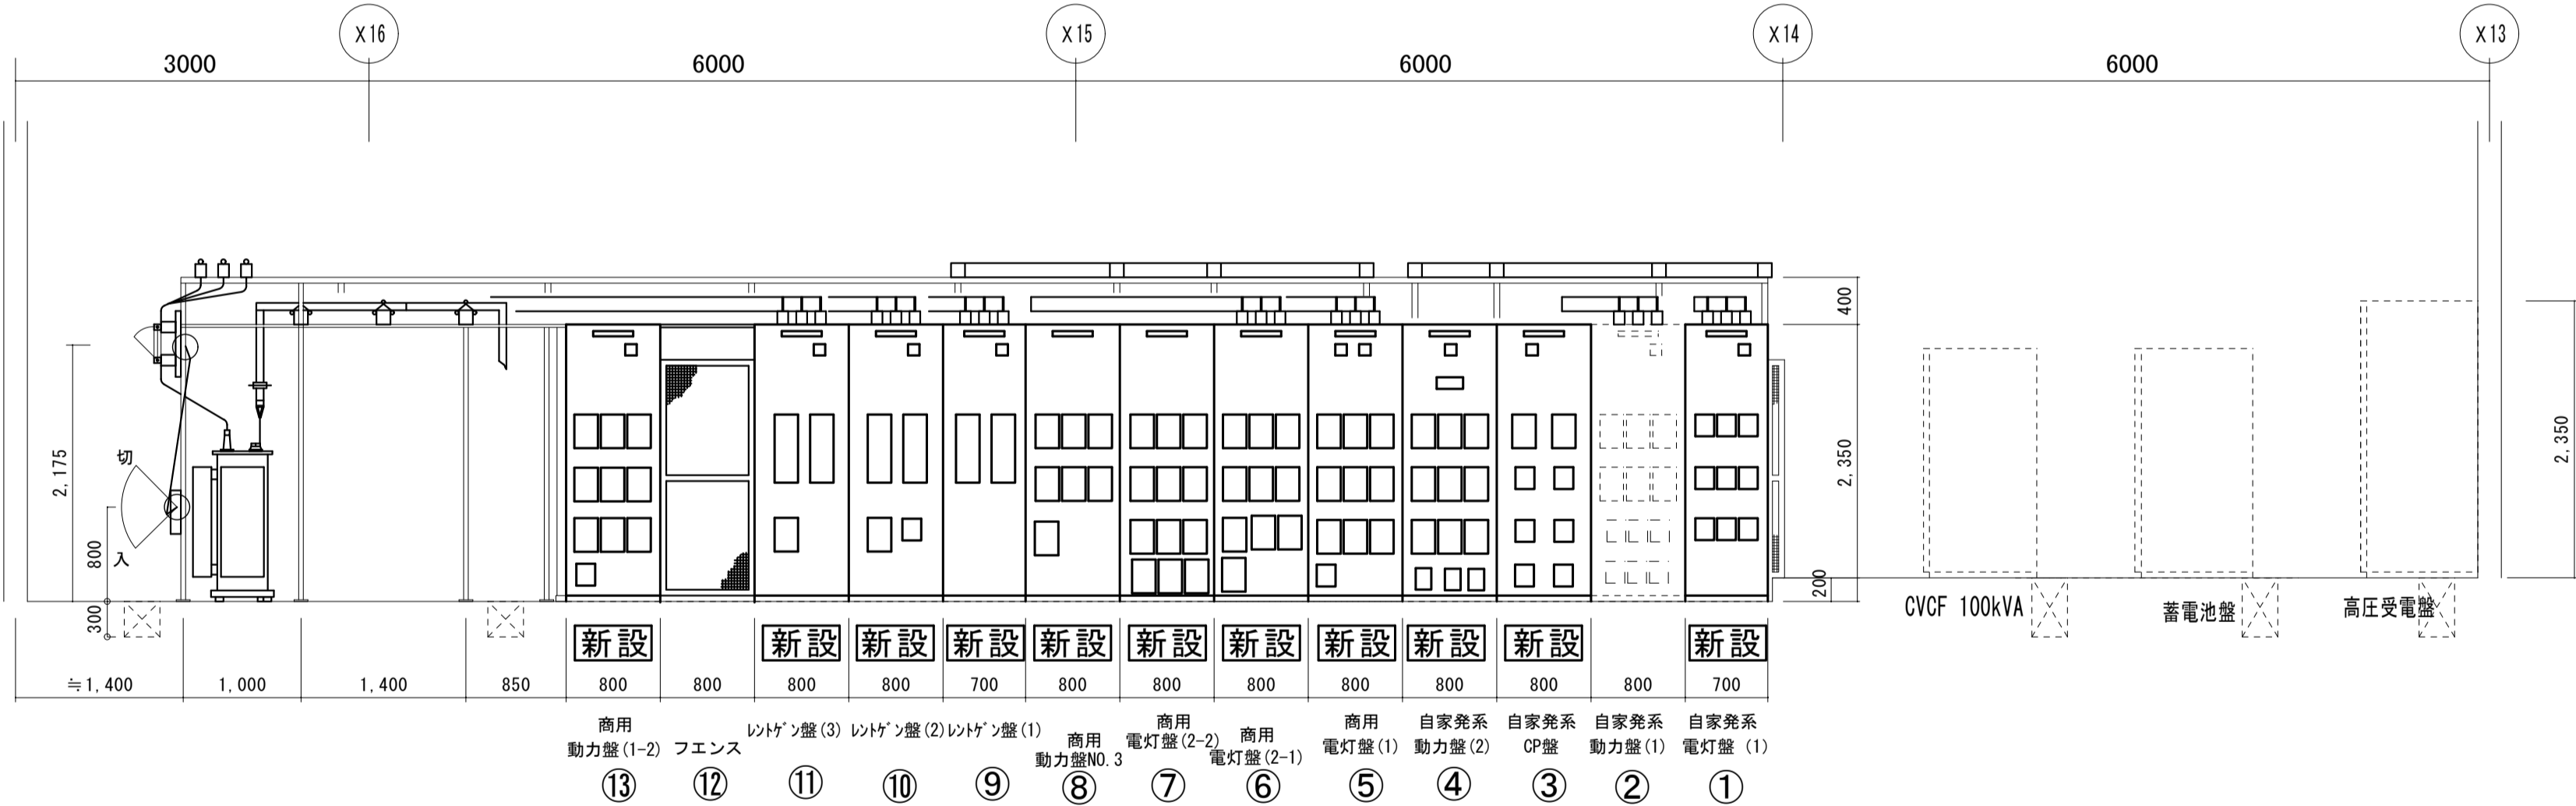 X16
X15
X14
X13
3000
6000
6000
6000
2,175
切
800
入
300
400
2,350
200
2,350
CVCF 100kVA
蓄電池盤
高圧受電盤
新設
新設
新設
新設
新設
新設
新設
新設
新設
新設
新設
≒1,400
1,000
1,400
850
800
800
800
800
700
800
800
800
800
800
800
800
700
商用
動力盤(1-2)
⑬
フエンス
⑫
レントゲン盤(3)
⑪
レントゲン盤(2)
⑩
レントゲン盤(1)
⑨
商用
動力盤NO.3
⑧
商用
電灯盤(2-2)
⑦
商用
電灯盤(2-1)
⑥
商用
電灯盤(1)
⑤
自家発系
動力盤(2)
④
自家発系
CP盤
③
自家発系
動力盤(1)
②
自家発系
電灯盤 (1)
①